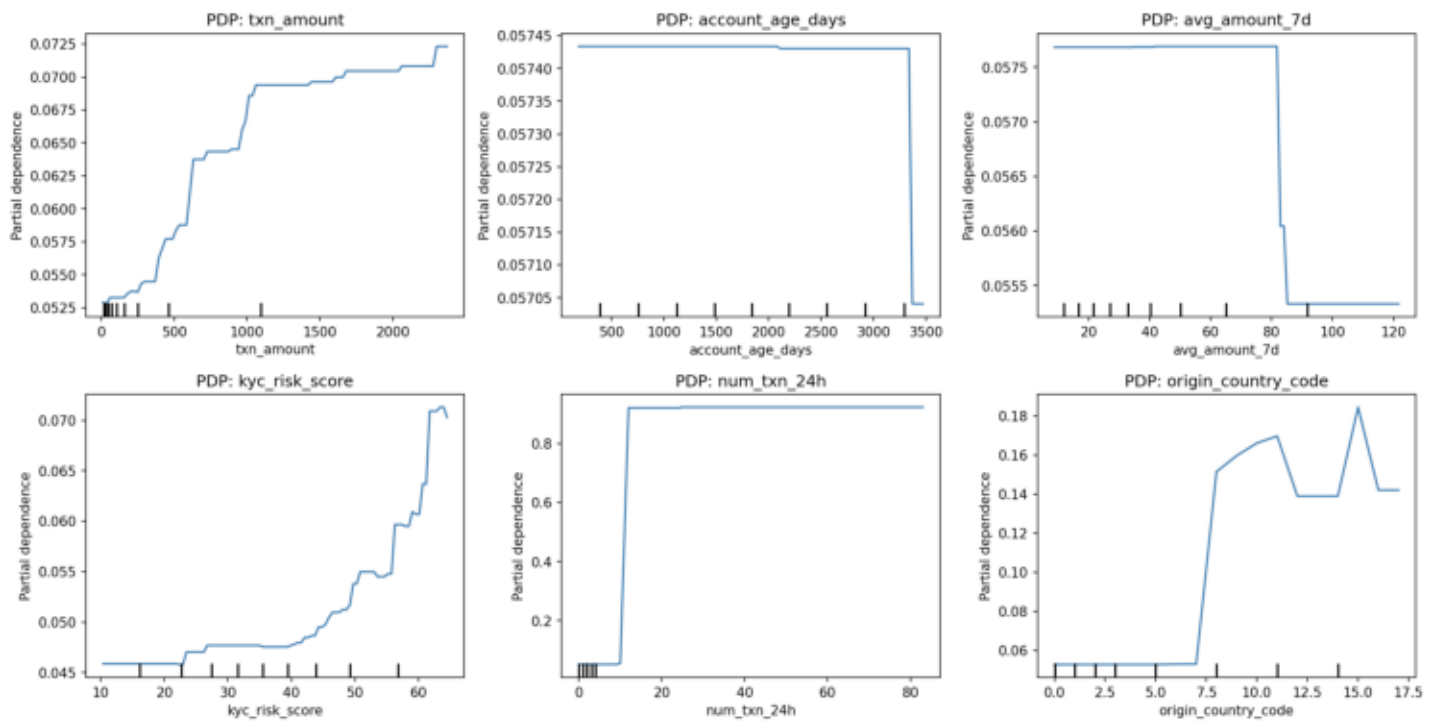 PDP: txn_amount
Partial dependence
0.0725
0.0700
0.0675
0.0650
0.0625
0.0600
0.0575
0.0550
0.0525
0 500 1000 1500 2000
txn_amount
PDP: account_age_days
Partial dependence
0.05745
0.05740
0.05735
0.05730
0.05725
0.05720
0.05715
0.05710
0.05705
500 1000 1500 2000 2500 3000 3500
account_age_days
PDP: avg_amount_7d
Partial dependence
0.0575
0.0570
0.0565
0.0560
0.0555
20 40 60 80 100 120
avg_amount_7d
PDP: kyc_risk_score
Partial dependence
0.070
0.065
0.060
0.055
0.050
0.045
10 20 30 40 50 60
kyc_risk_score
PDP: num_txn_24h
Partial dependence
0.8
0.6
0.4
0.2
0 20 40 60 80
num_txn_24h
PDP: origin_country_code
Partial dependence
0.18
0.16
0.14
0.12
0.10
0.08
0.06
0.0 2.5 5.0 7.5 10.0 12.5 15.0 17.5
origin_country_code